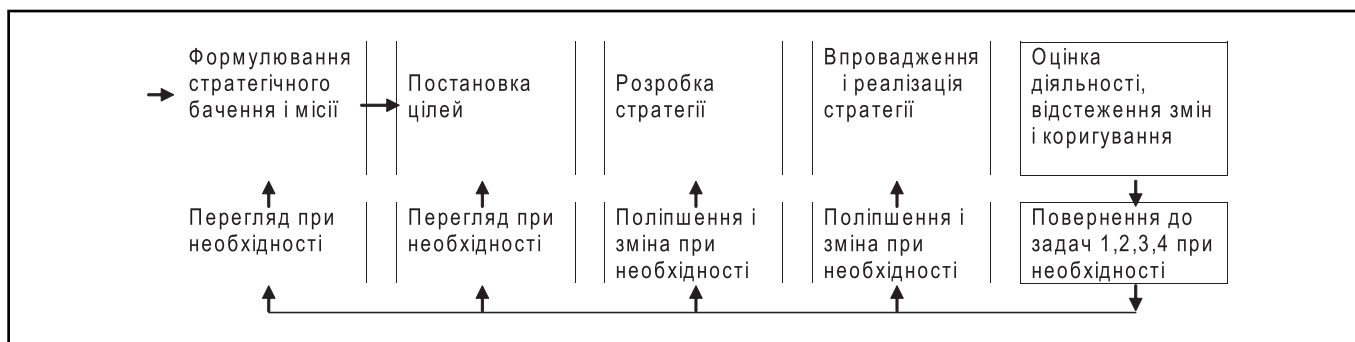 Формулювання
стратегічного
бачення і місії
Постановка
цілей
Розробка
стратегії
Впровадження
і реалізація
стратегії
Оцінка
діяльності,
відстеження змін
і коригування
Перегляд при
необхідності
Перегляд при
необхідності
Поліпшення і
зміна при
необхідності
Поліпшення і
зміна при
необхідності
Повернення до
задач 1,2,3,4 при
необхідності